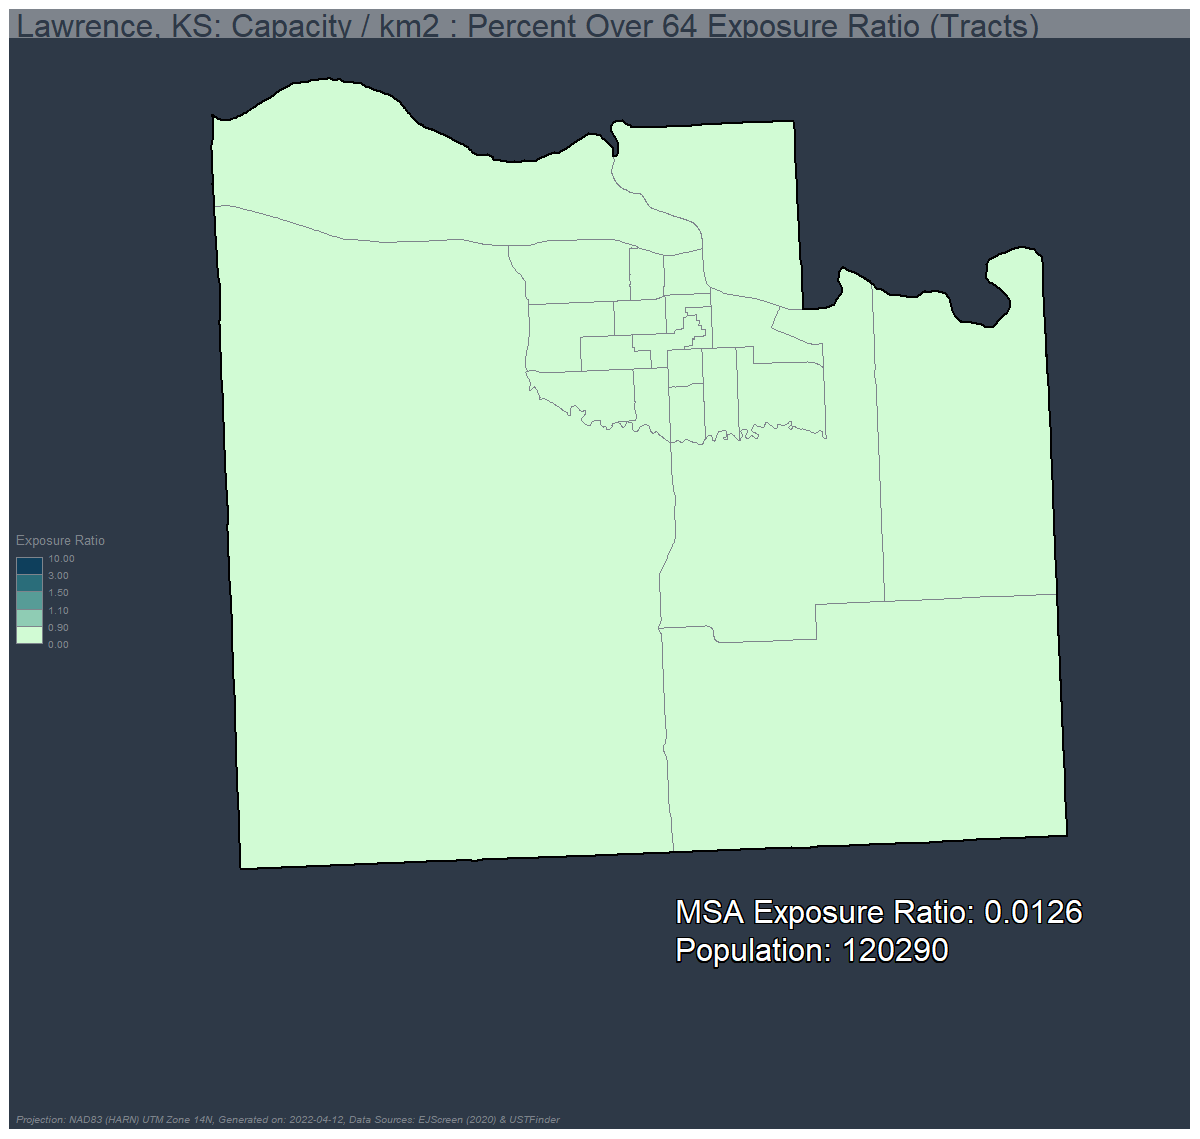 Lawrence, KS: Capacity / km2 : Percent Over 64 Exposure Ratio (Tracts)
Exposure Ratio
10.00
3.00
1.50
1.10
0.90
0.00
MSA Exposure Ratio: 0.0126
Population: 120290
Projection: NAD83 (HARN) UTM Zone 14N, Generated on: 2022-04-12, Data Sources: EJScreen (2020) & USTFinder